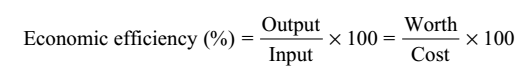 Economic efficiency (%) = Output / Input × 100 = Worth / Cost × 100